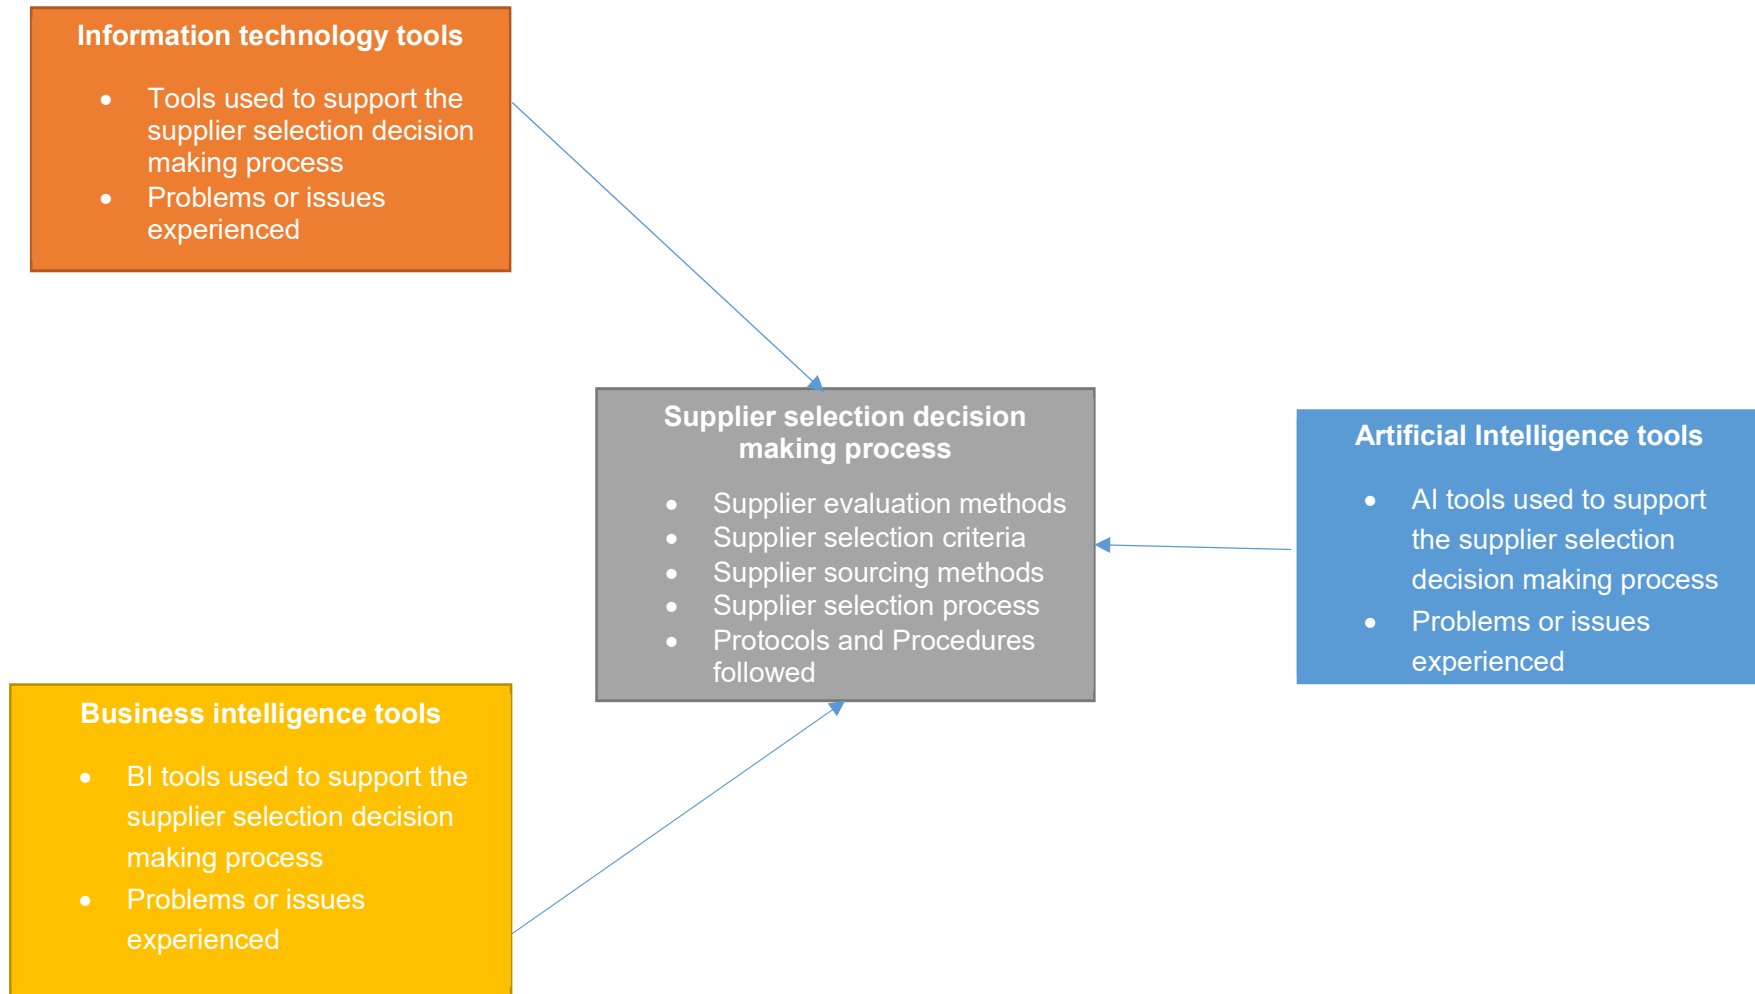 Information technology tools
• Tools used to support the
supplier selection decision
making process
• Problems or issues
experienced
Supplier selection decision
making process
• Supplier evaluation methods
• Supplier selection criteria
• Supplier sourcing methods
• Supplier selection process
• Protocols and Procedures
followed
Artificial Intelligence tools
• AI tools used to support
the supplier selection
decision making process
• Problems or issues
experienced
Business intelligence tools
• BI tools used to support the
supplier selection decision
making process
• Problems or issues
experienced